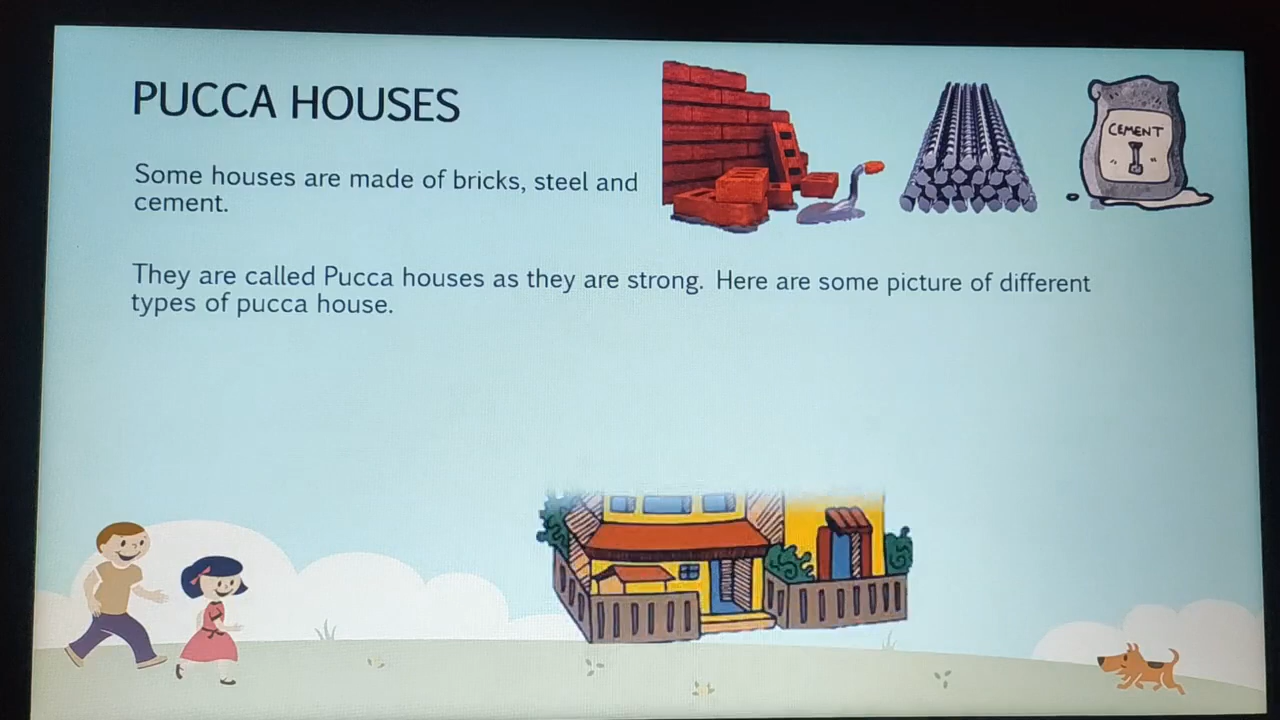 PUCCA HOUSES
Some houses are made of bricks, steel and
cement.
CEMENT
They are called Pucca houses as they are strong. Here are some picture of different
types of pucca house.